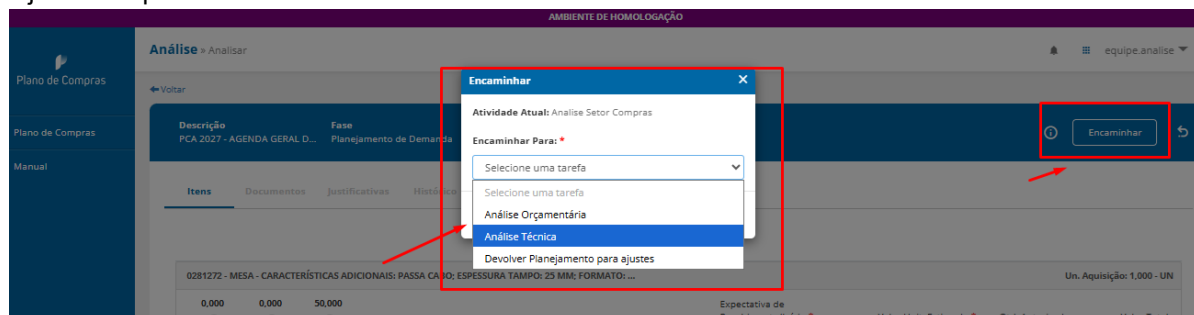 AMBIENTE DE HOMOLOGAÇÃO
Plano de Compras
Análise » Analisar
equipe.analise
Voltar
Plano de Compras
Manual
Descrição
PCA 2027 - AGENDA GERAL D...
Fase
Planejamento de Demanda
Encaminhar
Encaminhar
Atividade Atual: Analise Setor Compras
Encaminhar Para: *
Selecione uma tarefa
Selecione uma tarefa
Análise Orçamentária
Análise Técnica
Devolver Planejamento para ajustes
Itens
Documentos
Justificativas
Histórico
0281272 - MESA - CARACTERÍSTICAS ADICIONAIS: PASSA CABO; ESPESSURA TAMPO: 25 MM; FORMATO: ...
Un. Aquisição: 1,000 - UN
0,000 0,000 50,000
Expectativa de